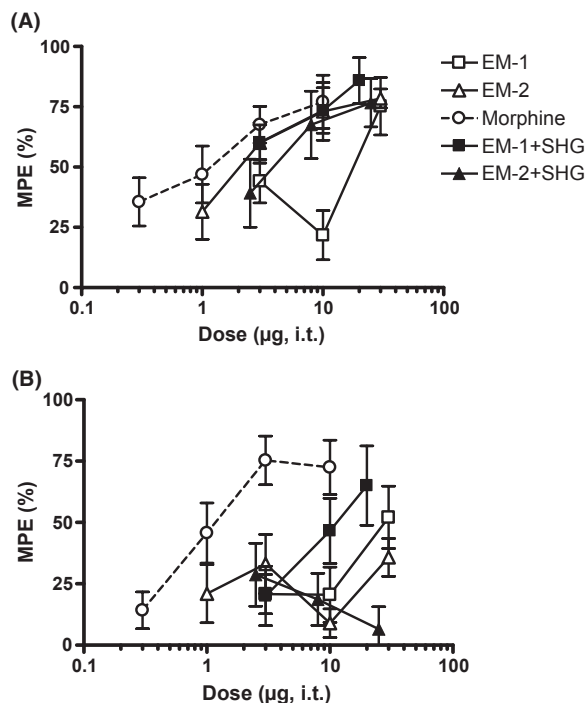 (A)
100
75
50
25
0
MPE (%)
0.1 1 10 100
Dose (µg, i.t.)
EM-1
EM-2
Morphine
EM-1+SHG
EM-2+SHG
(B)
100
75
50
25
0
MPE (%)
0.1 1 10 100
Dose (µg, i.t.)